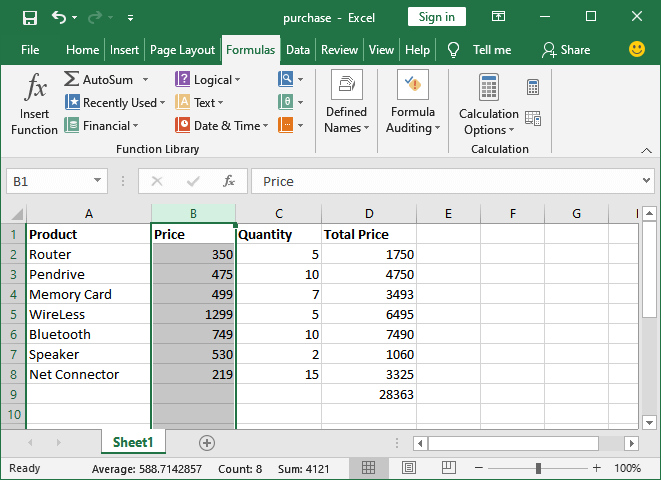 purchase - Excel
Sign in
File Home Insert Page Layout Formulas Data Review View Help Tell me Share
fx Σ AutoSum ? Logical
Insert Function
Recently Used A Text θ
Financial Date & Time ...
Function Library
Defined Names
Formula Auditing
Calculation Options
Calculation
B1 fx Price
A B C D E F G
1 Product Price Quantity Total Price
2 Router 350 5 1750
3 Pendrive 475 10 4750
4 Memory Card 499 7 3493
5 WireLess 1299 5 6495
6 Bluetooth 749 10 7490
7 Speaker 530 2 1060
8 Net Connector 219 15 3325
9 28363
10
Sheet1
Ready Average: 588.7142857 Count: 8 Sum: 4121 100%